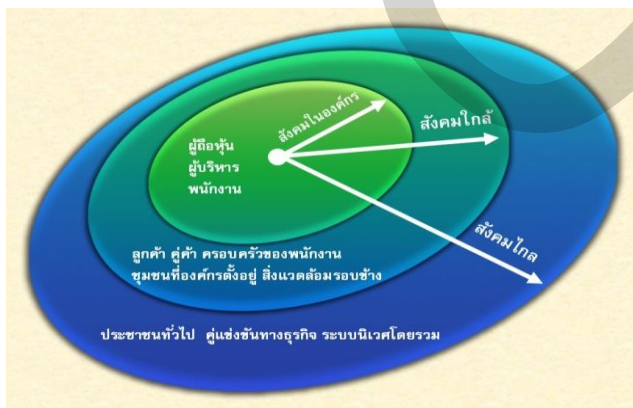 สังคมในองค์กร
สังคมใกล้
ผู้ถือหุ้น
ผู้บริหาร
พนักงาน
สังคมไกล
ลูกค้า คู่ค้า ครอบครัวของพนักงาน
ชุมชนที่องค์กรตั้งอยู่ สิ่งแวดล้อมรอบข้าง
ประชาชนทั่วไป คู่แข่งขันทางธุรกิจ ระบบนิเวศโดยรวม